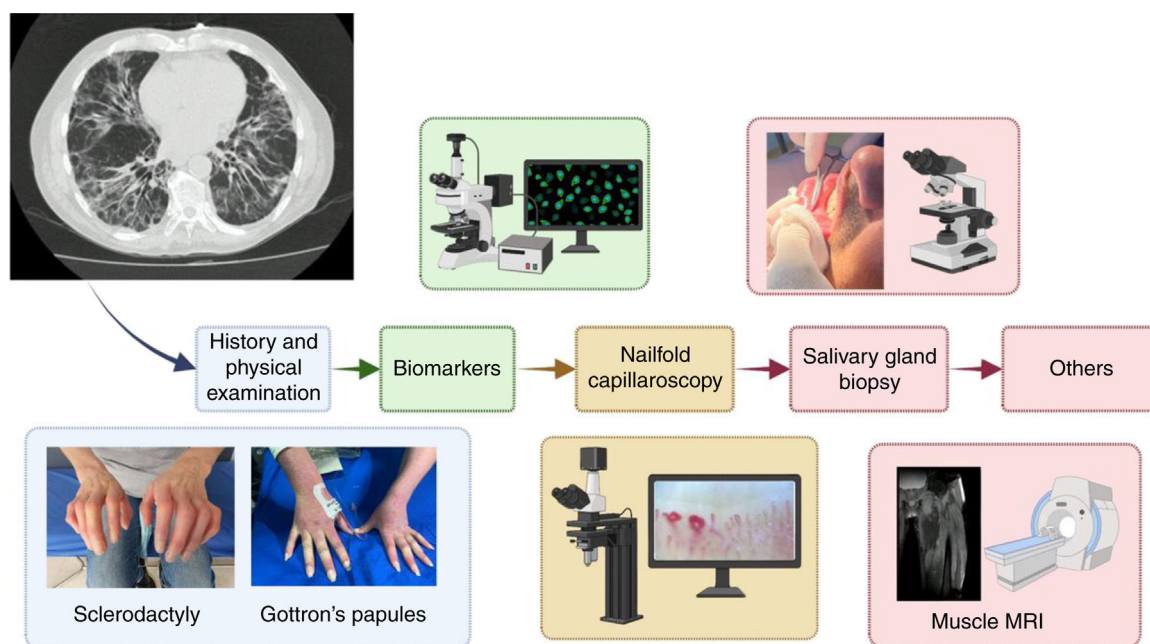 History and
physical
examination
Biomarkers
Nailfold
capillaroscopy
Salivary gland
biopsy
Others
Sclerodactyly
Gottron's papules
Muscle MRI